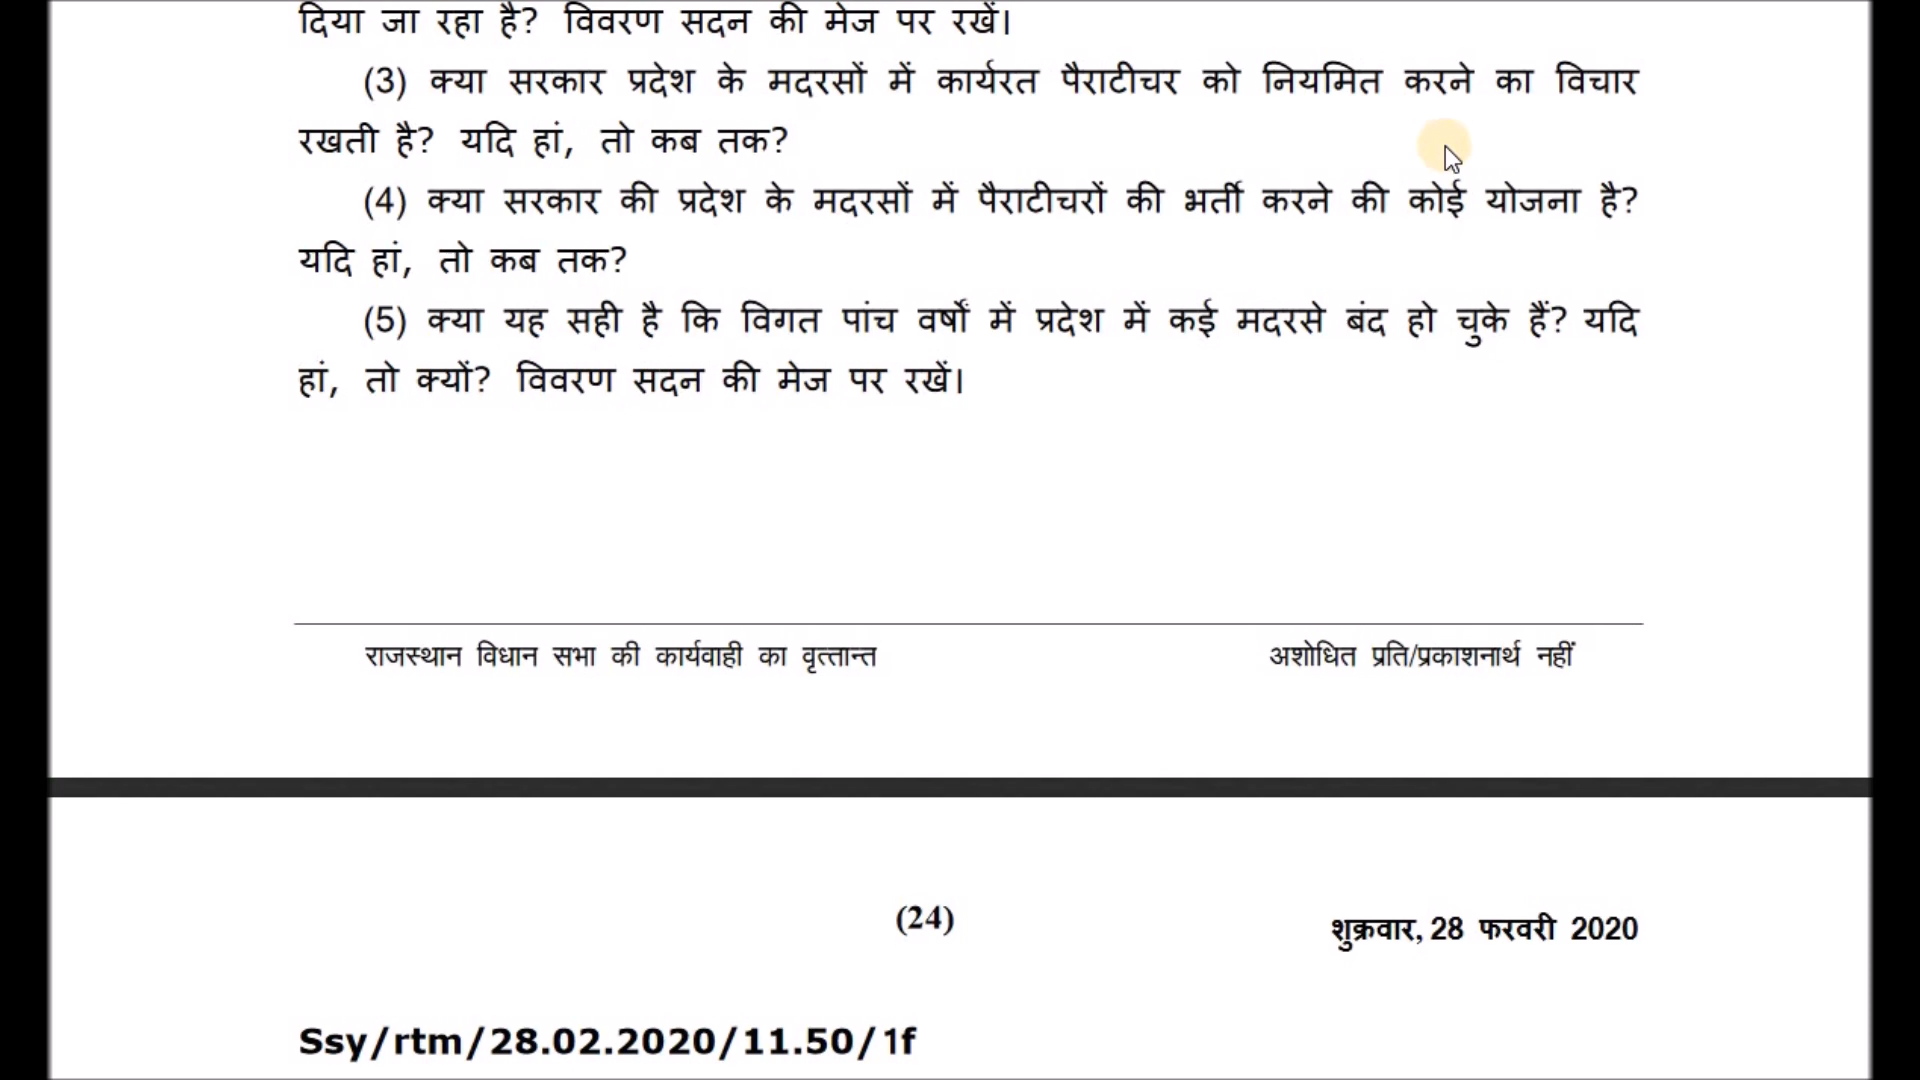 दिया जा रहा है? विवरण सदन की मेज पर रखें।
(3) क्या सरकार प्रदेश के मदरसों में कार्यरत पैराटीचर को नियमित करने का विचार
रखती है? यदि हां, तो कब तक?
(4) क्या सरकार की प्रदेश के मदरसों में पैराटीचरों की भर्ती करने की कोई योजना है?
यदि हां, तो कब तक?
(5) क्या यह सही है कि विगत पांच वर्षों में प्रदेश में कई मदरसे बंद हो चुके हैं? यदि
हां, तो क्यों? विवरण सदन की मेज पर रखें।
राजस्थान विधान सभा की कार्यवाही का वृत्तान्त अशोधित प्रति/प्रकाशनार्थ नहीं
(24)
शुक्रवार, 28 फरवरी 2020
Ssy/rtm/28.02.2020/11.50/1f